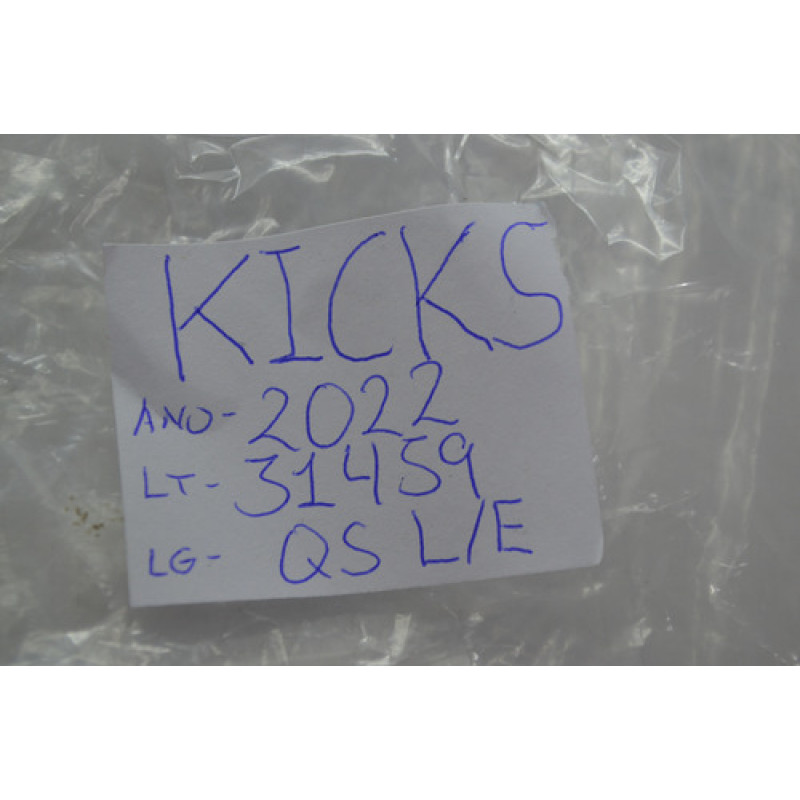 KICKS
ANO- 2022
LT- 31459
LG- QS L/E